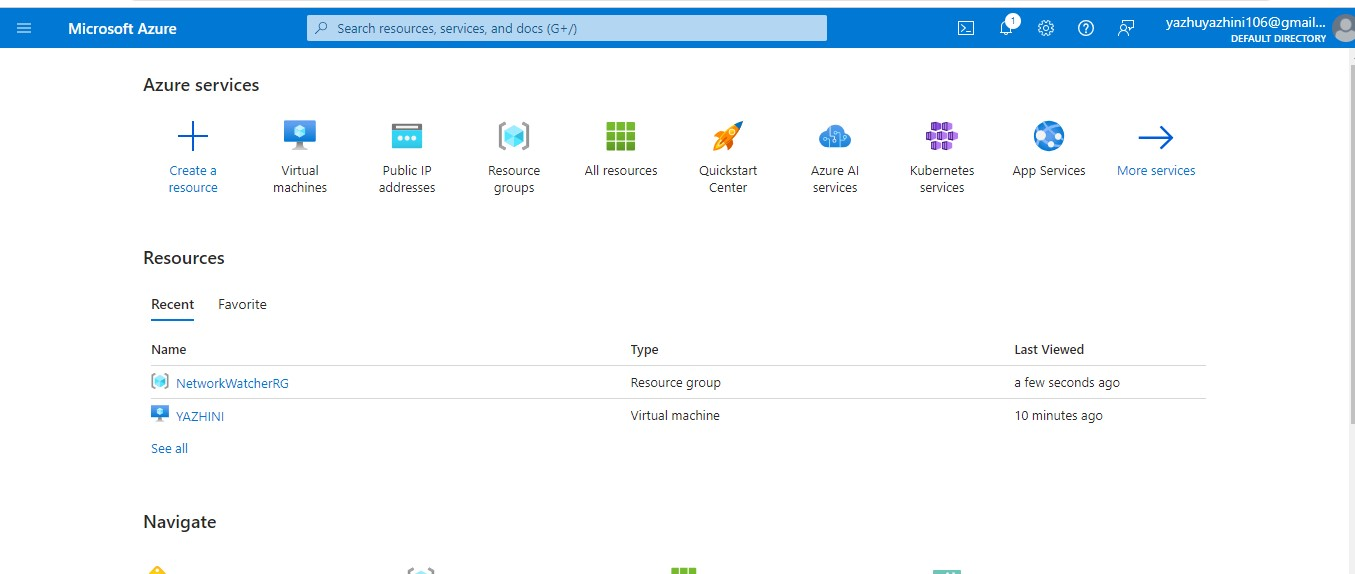 Microsoft Azure
Search resources, services, and docs (G+/)
1
yazhuyazhini106@gmail...
DEFAULT DIRECTORY
Azure services
Create a
resource
Virtual
machines
Public IP
addresses
Resource
groups
All resources
Quickstart
Center
Azure AI
services
Kubernetes
services
App Services
More services
Resources
Recent Favorite
Name Type Last Viewed
NetworkWatcherRG Resource group a few seconds ago
YAZHINI Virtual machine 10 minutes ago
See all
Navigate